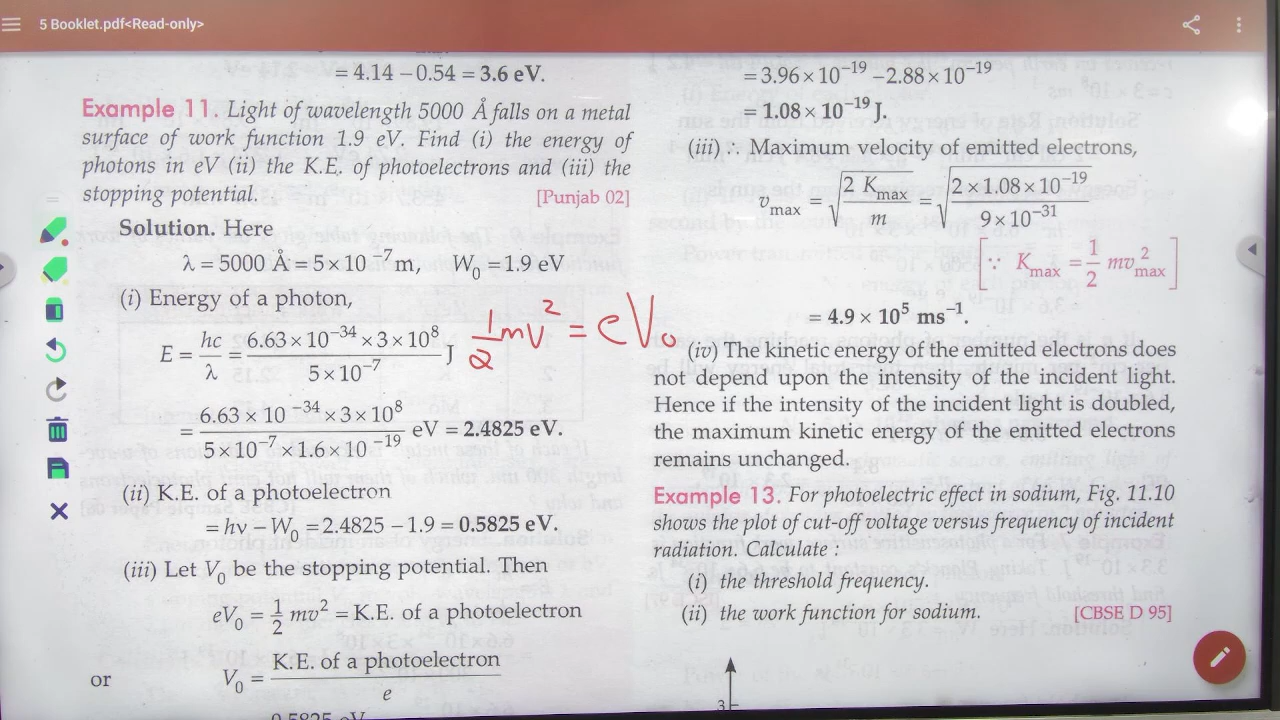 5 Booklet.pdf<Read-only>
= 4.14 − 0.54 = 3.6 eV.
Example 11. Light of wavelength 5000 Å falls on a metal
surface of work function 1.9 eV. Find (i) the energy of
photons in eV (ii) the K.E. of photoelectrons and (iii) the
stopping potential. [Punjab 02]
Solution. Here
λ = 5000 Å = 5×10⁻⁷ m, W₀ = 1.9 eV
(i) Energy of a photon,
E = hc/λ = 6.63×10⁻³⁴ ×3×10⁸ / 5×10⁻⁷ J
= 6.63×10⁻³⁴ ×3×10⁸ / 5×10⁻⁷ ×1.6×10⁻¹⁹ eV = 2.4825 eV.
(ii) K.E. of a photoelectron
= hν − W₀ = 2.4825 − 1.9 = 0.5825 eV.
(iii) Let V₀ be the stopping potential. Then
eV₀ = 1/2 mv² = K.E. of a photoelectron
or V₀ = K.E. of a photoelectron / e
1/2 mv² = eV₀
= 3.96×10⁻¹⁹ − 2.88×10⁻¹⁹
= 1.08×10⁻¹⁹ J.
(iii) ∴ Maximum velocity of emitted electrons,
v_max = √(2 K_max / m) = √(2×1.08×10⁻¹⁹ / 9×10⁻³¹)
[∵ K_max = 1/2 mv²_max]
= 4.9×10⁵ ms⁻¹.
(iv) The kinetic energy of the emitted electrons does
not depend upon the intensity of the incident light.
Hence if the intensity of the incident light is doubled,
the maximum kinetic energy of the emitted electrons
remains unchanged.
Example 13. For photoelectric effect in sodium, Fig. 11.10
shows the plot of cut-off voltage versus frequency of incident
radiation. Calculate :
(i) the threshold frequency.
(ii) the work function for sodium. [CBSE D 95]
3